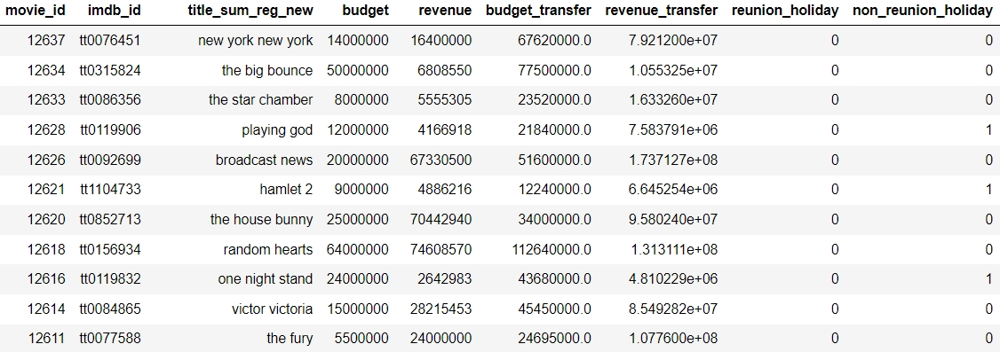 movie_id imdb_id title_sum_reg_new budget revenue budget_transfer revenue_transfer reunion_holiday non_reunion_holiday
12637 tt0076451 new york new york 14000000 16400000 67620000.0 7.921200e+07 0 0
12634 tt0315824 the big bounce 50000000 6808550 77500000.0 1.055325e+07 0 0
12633 tt0086356 the star chamber 8000000 5555305 23520000.0 1.633260e+07 0 0
12628 tt0119906 playing god 12000000 4166918 21840000.0 7.583791e+06 0 1
12626 tt0092699 broadcast news 20000000 67330500 51600000.0 1.737127e+08 0 0
12621 tt1104733 hamlet 2 9000000 4886216 12240000.0 6.645254e+06 0 1
12620 tt0852713 the house bunny 25000000 70442940 34000000.0 9.580240e+07 0 0
12618 tt0156934 random hearts 64000000 74608570 112640000.0 1.313111e+08 0 0
12616 tt0119832 one night stand 24000000 2642983 43680000.0 4.810229e+06 0 1
12614 tt0084865 victor victoria 15000000 28215453 45450000.0 8.549282e+07 0 0
12611 tt0077588 the fury 5500000 24000000 24695000.0 1.077600e+08 0 0